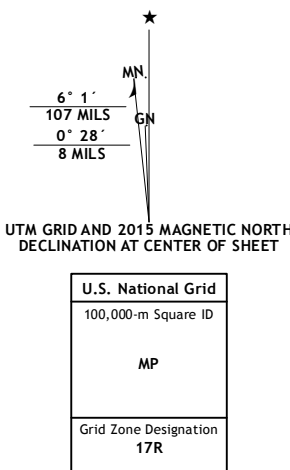 MN.
GN
6° 1´
107 MILS
0° 28´
8 MILS
UTM GRID AND 2015 MAGNETIC NORTH
DECLINATION AT CENTER OF SHEET
U.S. National Grid
100,000-m Square ID
MP
Grid Zone Designation
17R